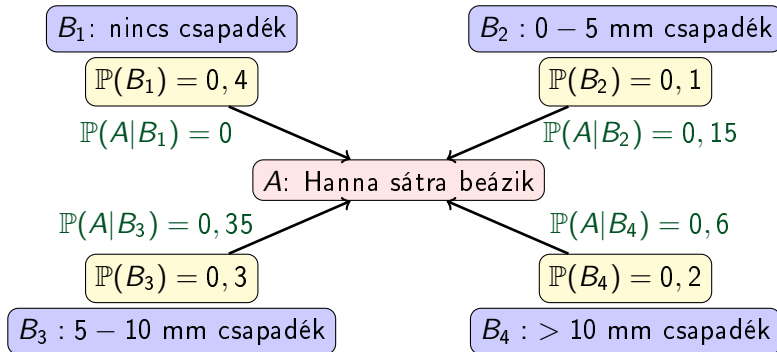 B₁: nincs csapadék
ℙ(B₁) = 0, 4
ℙ(A|B₁) = 0
B₂ : 0 − 5 mm csapadék
ℙ(B₂) = 0, 1
ℙ(A|B₂) = 0, 15
A: Hanna sátra beázik
ℙ(A|B₃) = 0, 35
ℙ(B₃) = 0, 3
B₃ : 5 − 10 mm csapadék
ℙ(A|B₄) = 0, 6
ℙ(B₄) = 0, 2
B₄ : > 10 mm csapadék